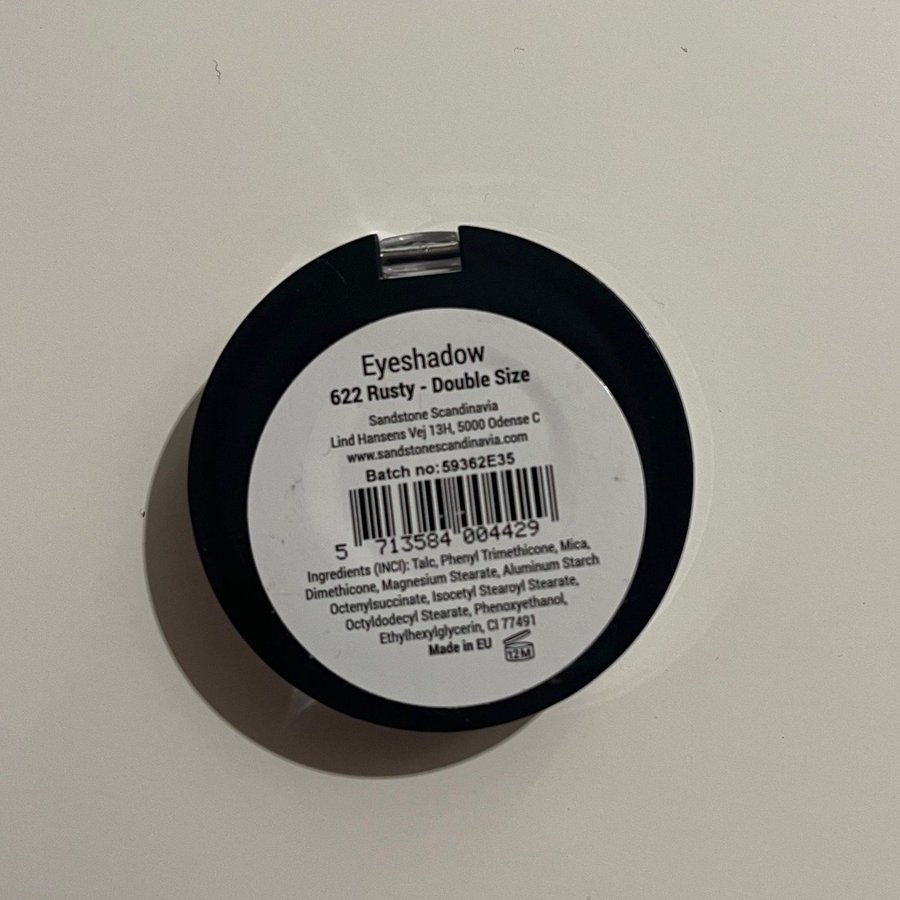 Eyeshadow
622 Rusty - Double Size
Sandstone Scandinavia
Lind Hansens Vej 13H, 5000 Odense C
www.sandstonescandinavia.com
Batch no: 59362E35
5 713584 004429
Ingredients (INCI): Talc, Phenyl Trimethicone, Mica,
Dimethicone, Magnesium Stearate, Aluminum Starch
Octenylsuccinate, Isocetyl Stearoyl Stearate,
Octyldodecyl Stearate, Phenoxyethanol,
Ethylhexylglycerin, CI 77491
Made in EU
12 M